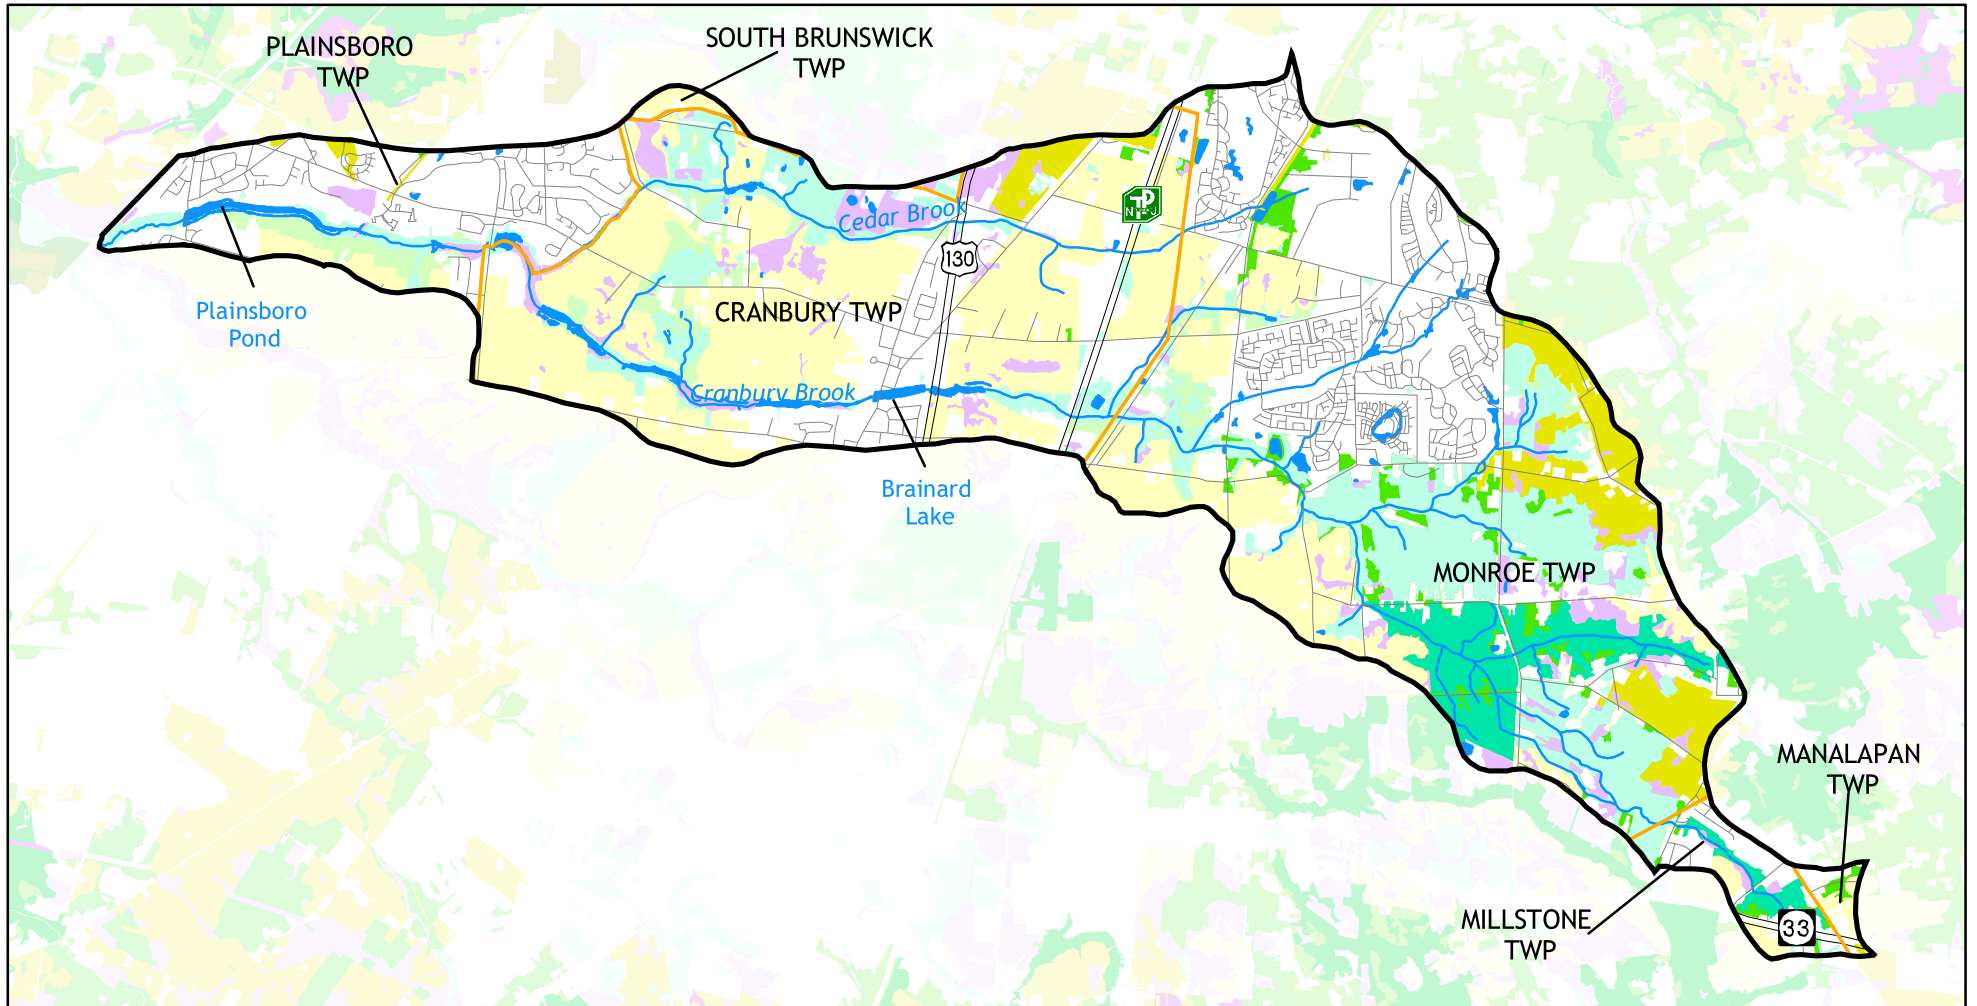 PLAINSBORO
TWP
SOUTH BRUNSWICK
TWP
Cedar Brook
N J
TP
130
Plainsboro
Pond
CRANBURY TWP
Cranbury Brook
Brainard
Lake
MONROE TWP
MANALAPAN
TWP
MILLSTONE
TWP
33